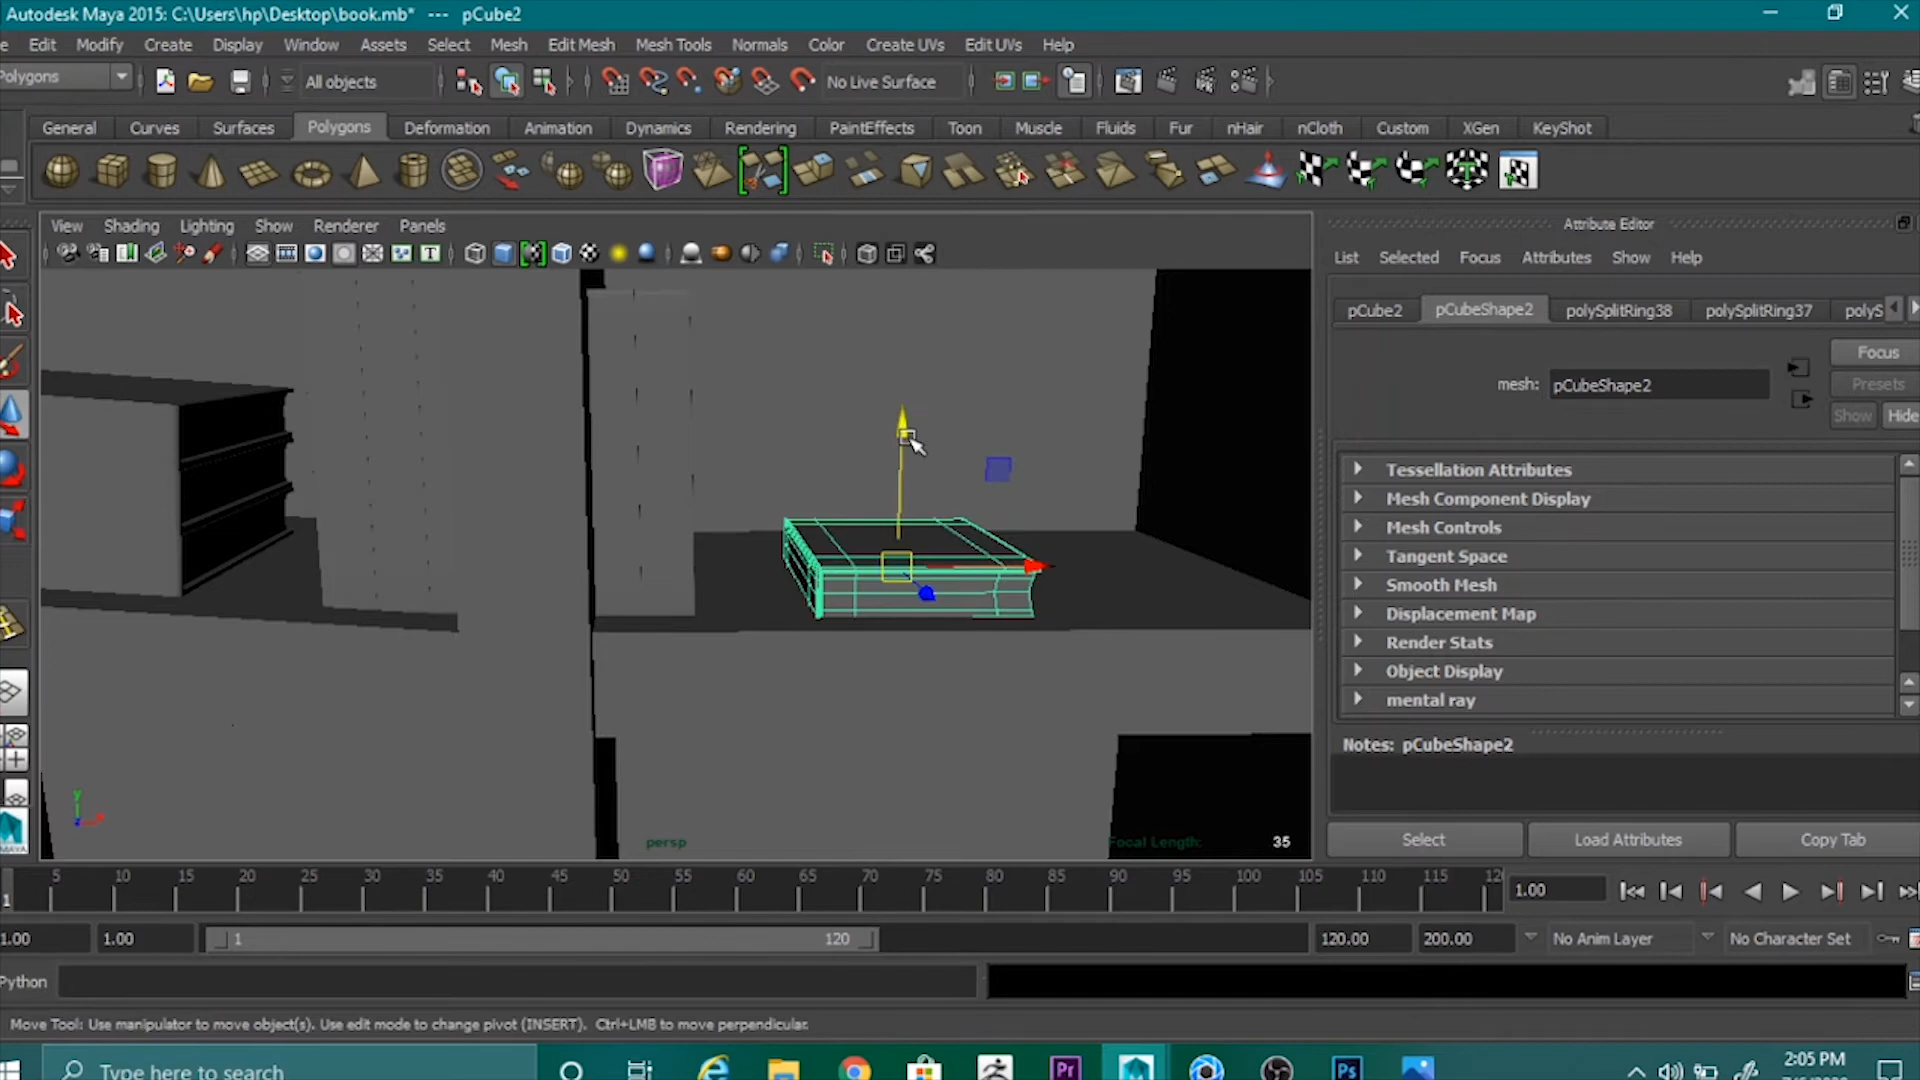 Autodesk Maya 2015: C:\Users\hp\Desktop\book.mb* --- pCube2
Edit Modify Create Display Window Assets Select Mesh Edit Mesh Mesh Tools Normals Color Create UVs Edit UVs Help
Polygons All objects No Live Surface
General Curves Surfaces Polygons Deformation Animation Dynamics Rendering PaintEffects Toon Muscle Fluids Fur nHair nCloth Custom XGen KeyShot
View Shading Lighting Show Renderer Panels
Attribute Editor
List Selected Focus Attributes Show Help
pCube2 pCubeShape2 polySplitRing38 polySplitRing37 polyS
Focus
mesh: pCubeShape2
Presets
Show Hide
Tessellation Attributes
Mesh Component Display
Mesh Controls
Tangent Space
Smooth Mesh
Displacement Map
Render Stats
Object Display
mental ray
Notes: pCubeShape2
y
persp Focal Length: 35
Select Load Attributes Copy Tab
5 10 15 20 25 30 35 40 45 50 55 60 65 70 75 80 85 90 95 100 105 110 115 12
1 1.00
1.00 1.00 1 120 120.00 200.00 No Anim Layer No Character Set
Python
Move Tool: Use manipulator to move object(s). Use edit mode to change pivot (INSERT). Ctrl+LMB to move perpendicular.
MAYA
Type here to search
Pr Ps
2:05 PM